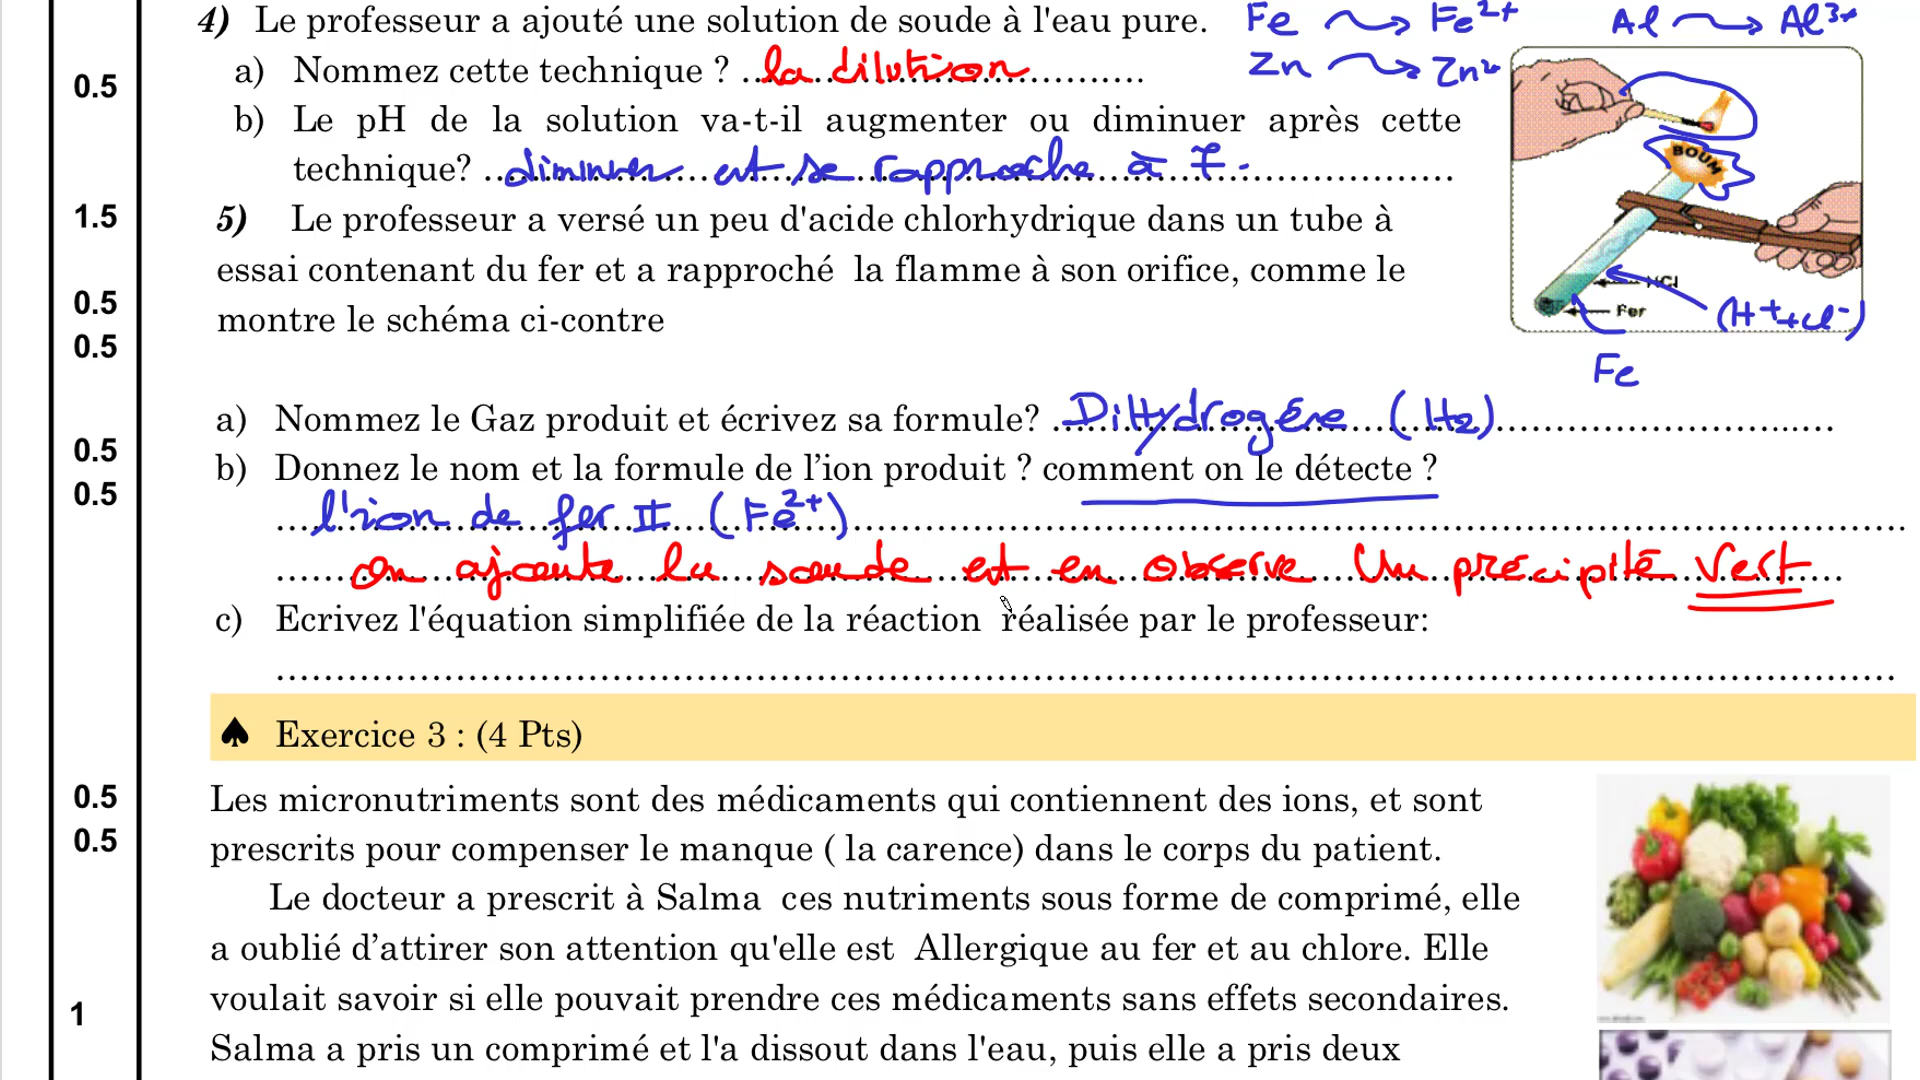 4) Le professeur a ajouté une solution de soude à l'eau pure.
Fe → Fe2+ Al → Al3+
0.5 a) Nommez cette technique ? la dilution
Zn → Zn2+
b) Le pH de la solution va-t-il augmenter ou diminuer après cette
technique? diminuer et se rapproche à 7.
BOUM
1.5 5) Le professeur a versé un peu d'acide chlorhydrique dans un tube à
essai contenant du fer et a rapproché la flamme à son orifice, comme le
0.5 montre le schéma ci-contre
0.5
HCl
Fer
(H+ + Cl-)
Fe
a) Nommez le Gaz produit et écrivez sa formule? DiHydrogéne (H2)
0.5 b) Donnez le nom et la formule de l’ion produit ? comment on le détecte ?
0.5 l'ion de fer II (Fe2+)
on ajoute la soude et en observe Un précipité Vert
c) Ecrivez l'équation simplifiée de la réaction réalisée par le professeur:
♠ Exercice 3 : (4 Pts)
0.5 Les micronutriments sont des médicaments qui contiennent des ions, et sont
0.5 prescrits pour compenser le manque ( la carence) dans le corps du patient.
Le docteur a prescrit à Salma ces nutriments sous forme de comprimé, elle
a oublié d’attirer son attention qu'elle est Allergique au fer et au chlore. Elle
1 voulait savoir si elle pouvait prendre ces médicaments sans effets secondaires.
Salma a pris un comprimé et l'a dissout dans l'eau, puis elle a pris deux